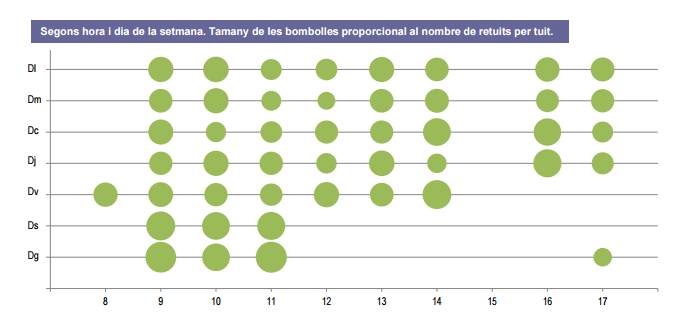 Segons hora i dia de la setmana. Tamany de les bombolles proporcional al nombre de retuits per tuit.
Dl
Dm
Dc
Dj
Dv
Ds
Dg
8 9 10 11 12 13 14 15 16 17